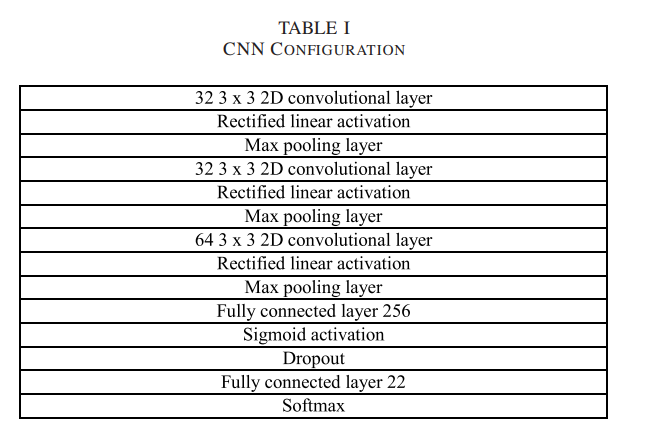 TABLE I
CNN CONFIGURATION
32 3 x 3 2D convolutional layer
Rectified linear activation
Max pooling layer
32 3 x 3 2D convolutional layer
Rectified linear activation
Max pooling layer
64 3 x 3 2D convolutional layer
Rectified linear activation
Max pooling layer
Fully connected layer 256
Sigmoid activation
Dropout
Fully connected layer 22
Softmax